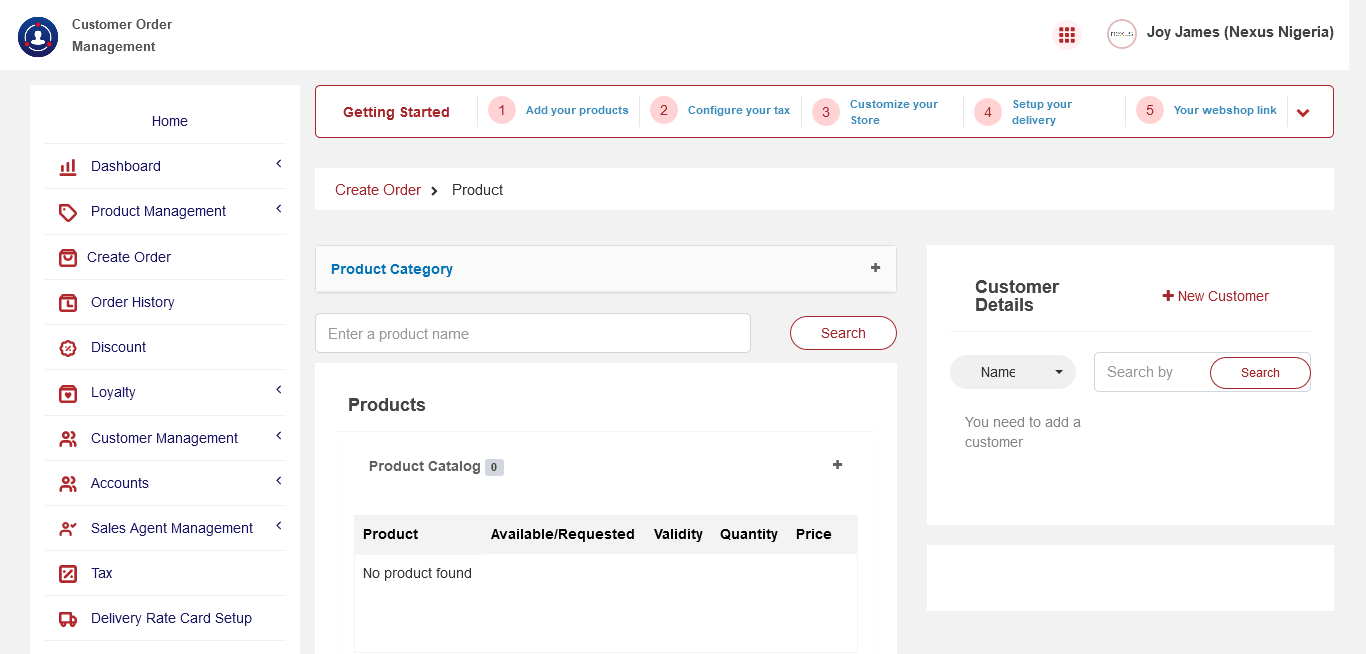 Customer Order
Management
nexus
Joy James (Nexus Nigeria)
Home
Dashboard
Product Management
Create Order
Order History
Discount
Loyalty
Customer Management
Accounts
Sales Agent Management
Tax
Delivery Rate Card Setup
Getting Started
1 Add your products
2 Configure your tax
3 Customize your
Store
4 Setup your
delivery
5 Your webshop link
Create Order Product
Product Category
Enter a product name
Search
Products
Product Catalog 0
Product Available/Requested Validity Quantity Price
No product found
Customer
Details
New Customer
Name
Search by
Search
You need to add a
customer